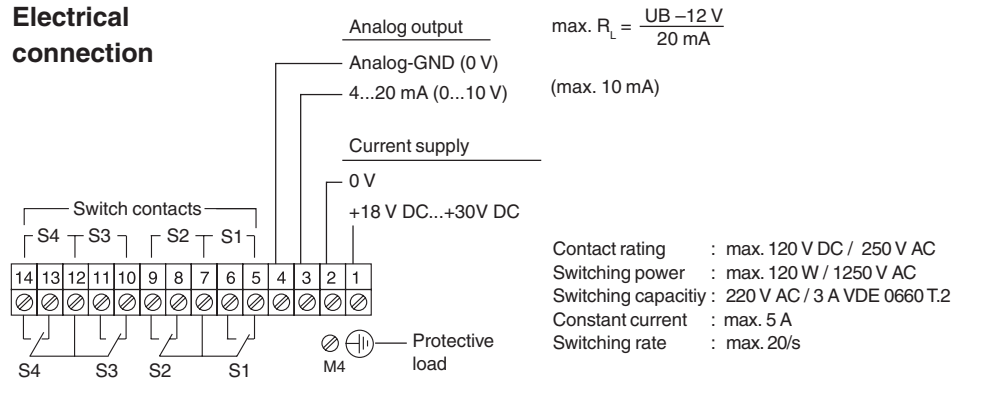 Electrical
connection
Analog output
max. R_L = UB –12 V / 20 mA
Analog-GND (0 V)
4...20 mA (0...10 V) (max. 10 mA)
Current supply
0 V
+18 V DC...+30V DC
Switch contacts
S4 S3 S2 S1
14 13 12 11 10 9 8 7 6 5 4 3 2 1
Contact rating : max. 120 V DC / 250 V AC
Switching power : max. 120 W / 1250 V AC
Switching capacitiy : 220 V AC / 3 A VDE 0660 T.2
Constant current : max. 5 A
Switching rate : max. 20/s
S4 S3 S2 S1
M4
Protective
load